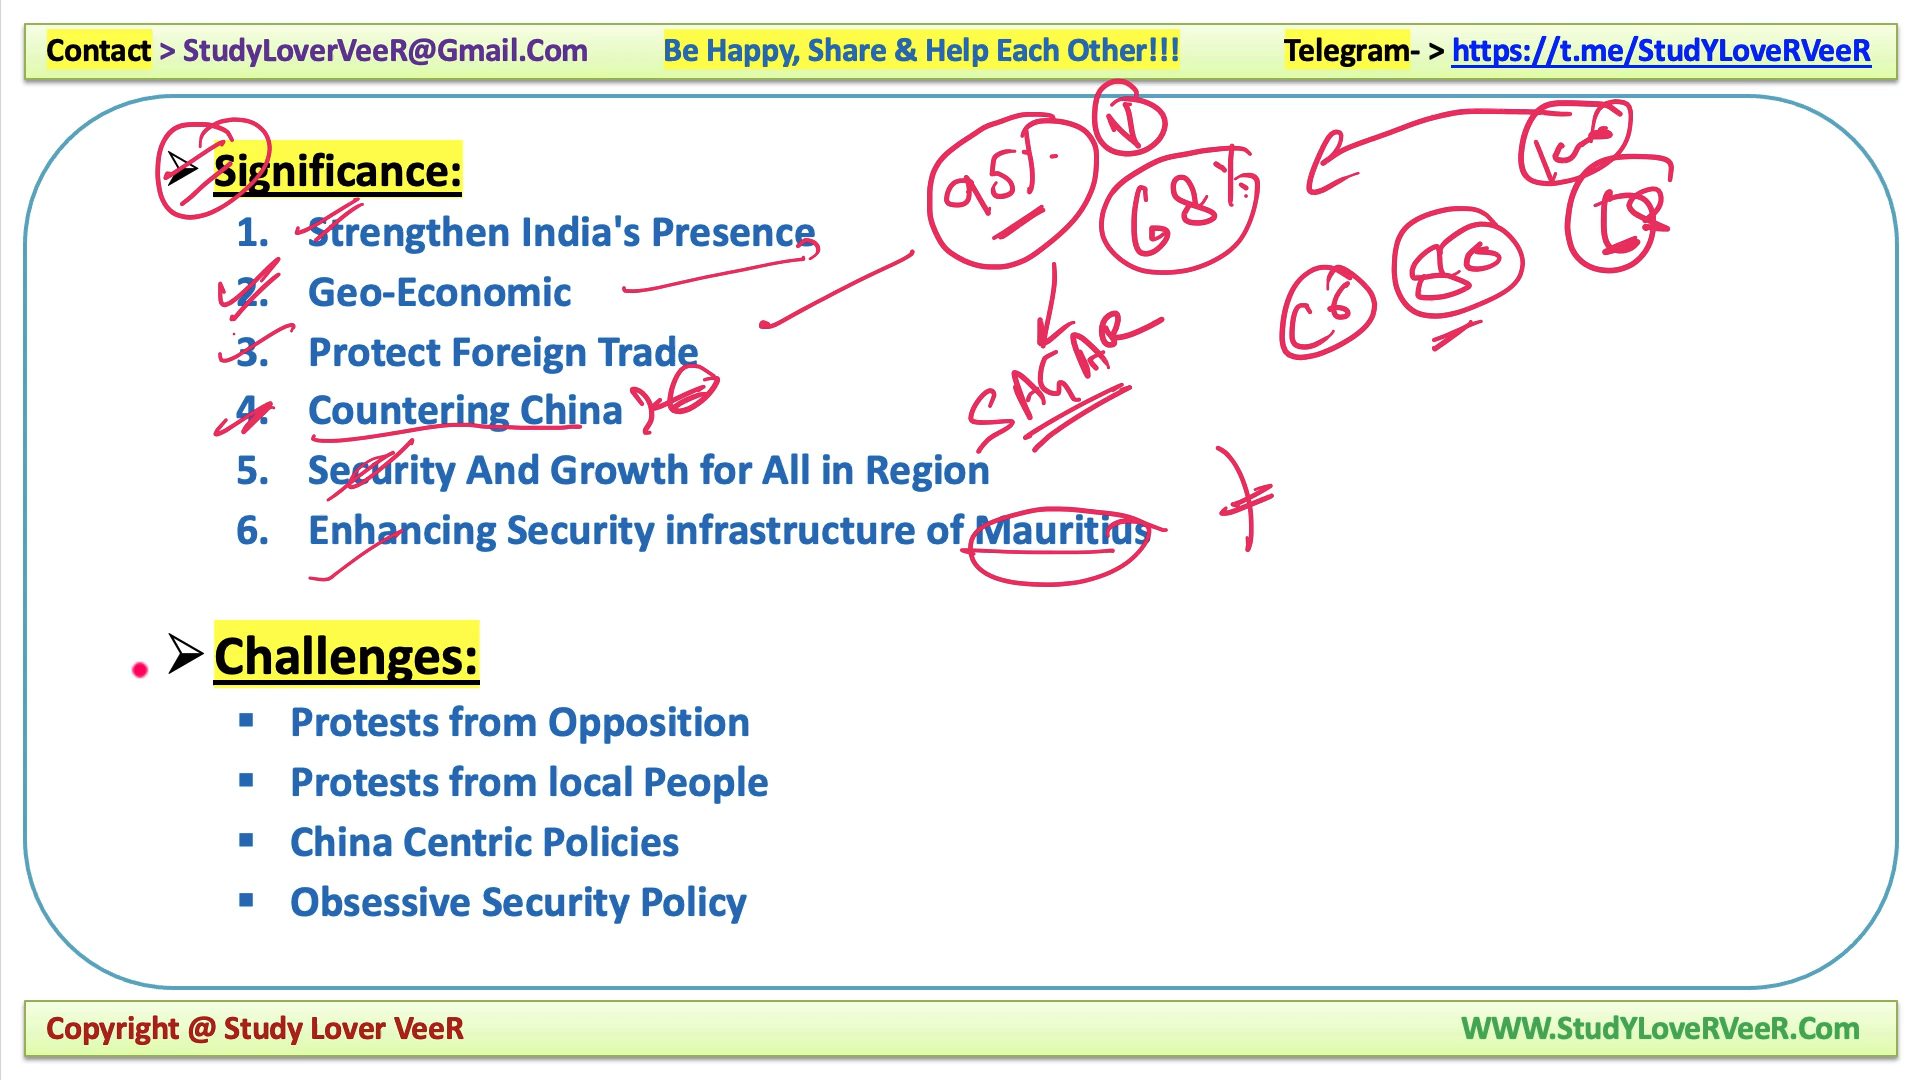 Contact > StudyLoverVeeR@Gmail.Com Be Happy, Share & Help Each Other!!! Telegram- > https://t.me/StudYLoveRVeeR
➢ Significance:
1. Strengthen India's Presence
2. Geo-Economic
3. Protect Foreign Trade
4. Countering China
5. Security And Growth for All in Region
6. Enhancing Security infrastructure of Mauritius
95%
V
68%
SAGAR
➢ Challenges:
▪ Protests from Opposition
▪ Protests from local People
▪ China Centric Policies
▪ Obsessive Security Policy
Copyright @ Study Lover VeeR WWW.StudYLoveRVeeR.Com